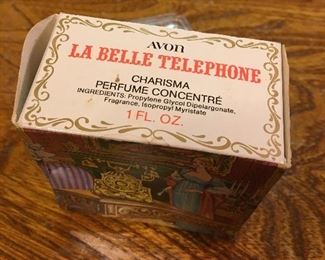 AVON
LA BELLE TELEPHONE
CHARISMA
PERFUME CONCENTRÉ
INGREDIENTS: Propylene Glycol Dipelargonate,
Fragrance, Isopropyl Myristate
1 FL. OZ.